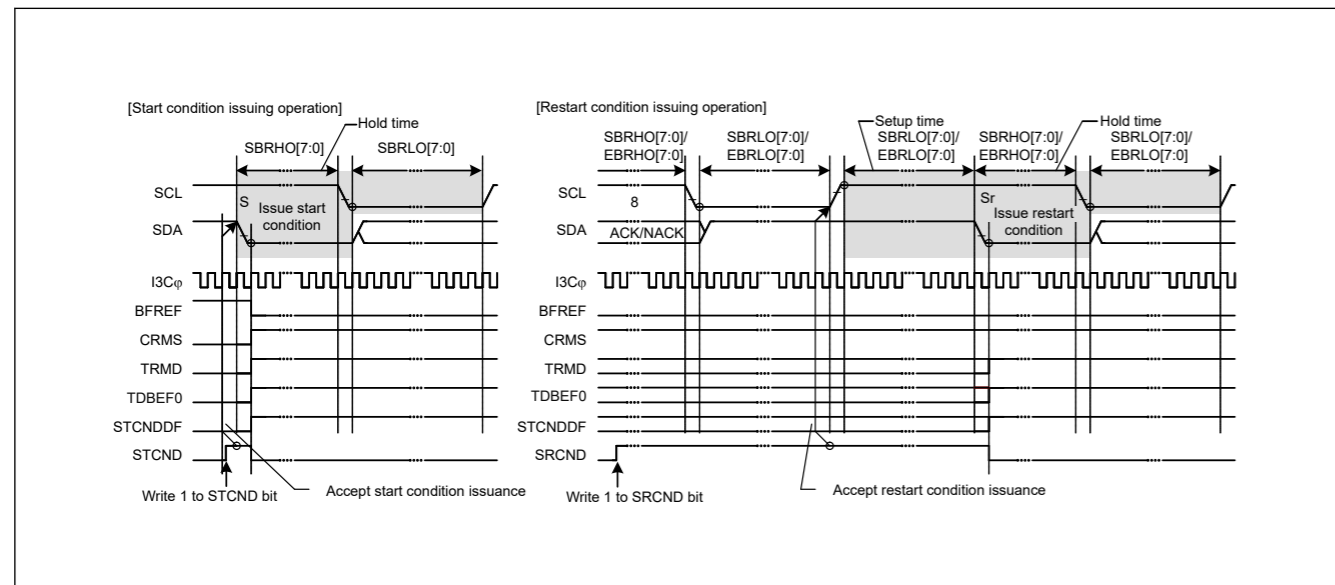 [Start condition issuing operation]
Hold time
SBRHO[7:0]
SBRLO[7:0]
SCL
S
Issue start
condition
SDA
I3Cφ
BFREF
CRMS
TRMD
TDBEF0
STCNDDF
STCND
Write 1 to STCND bit
Accept start condition issuance
[Restart condition issuing operation]
Setup time
Hold time
SBRHO[7:0]/
EBRHO[7:0]
SBRLO[7:0]/
EBRLO[7:0]
SBRLO[7:0]/
EBRLO[7:0]
SBRHO[7:0]/
EBRHO[7:0]
SBRLO[7:0]/
EBRLO[7:0]
SCL
8
Sr
Issue restart
condition
SDA
ACK/NACK
I3Cφ
BFREF
CRMS
TRMD
TDBEF0
STCNDDF
SRCND
Write 1 to SRCND bit
Accept restart condition issuance